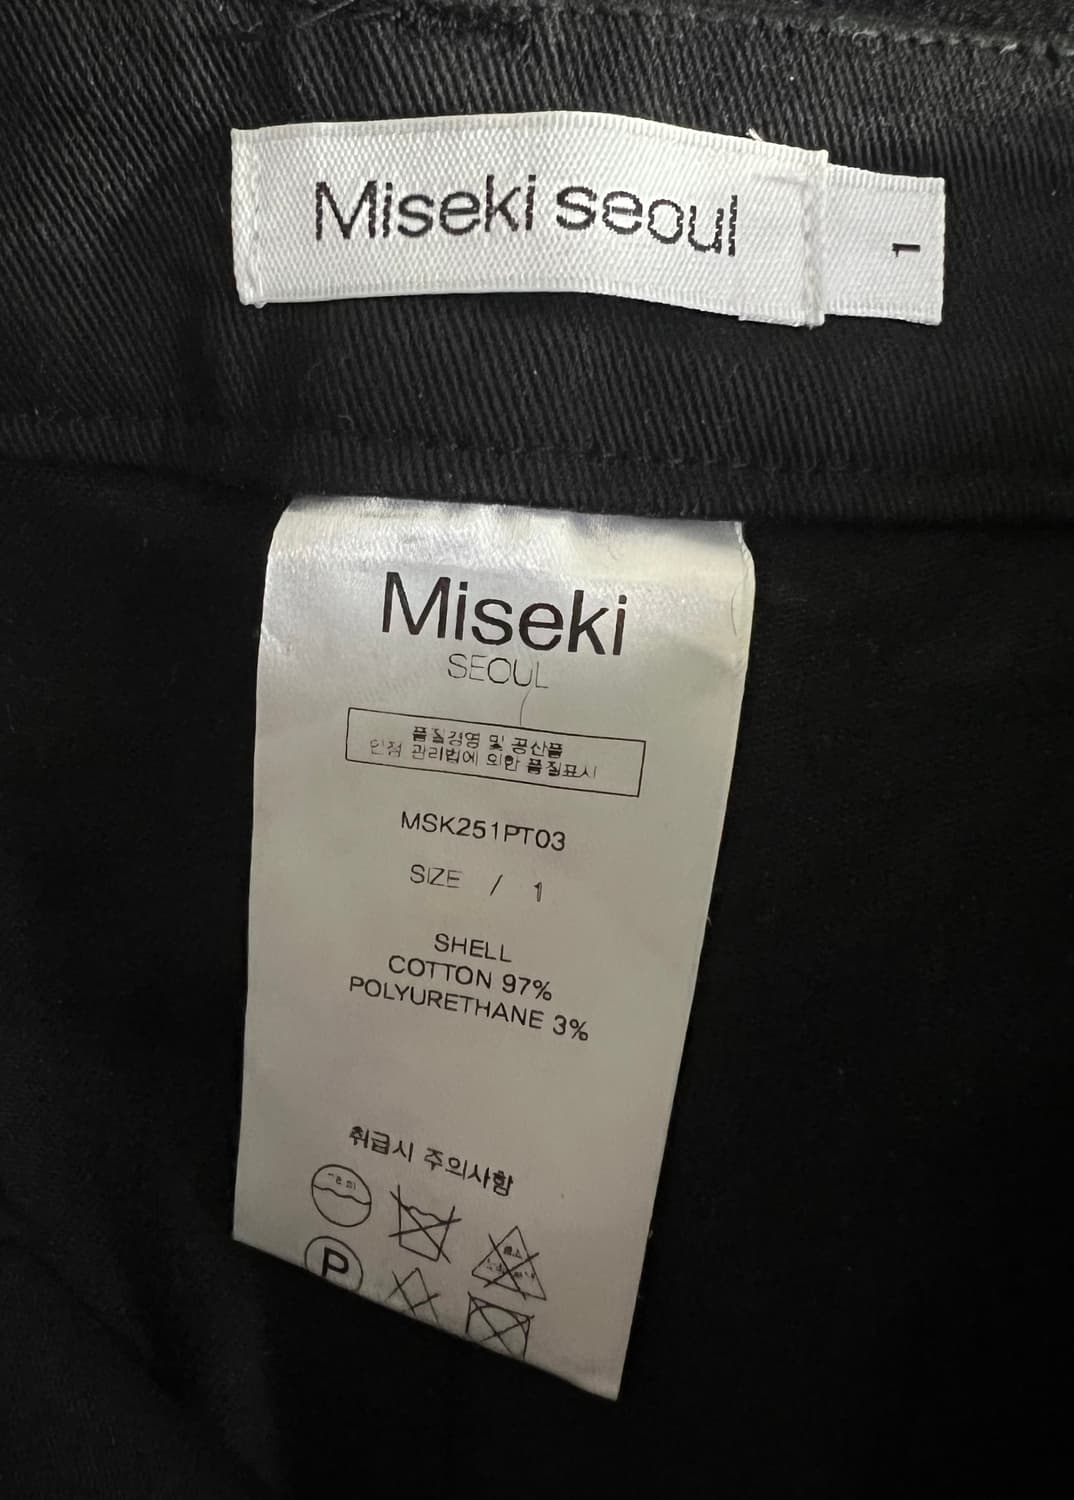 Miseki seoul
1
Miseki
SEOUL
품질경영 및 공산품
안정 관리법에 의한 품질표시
MSK251PT03
SIZE / 1
SHELL
COTTON 97%
POLYURETHANE 3%
취급시 주의사항
P